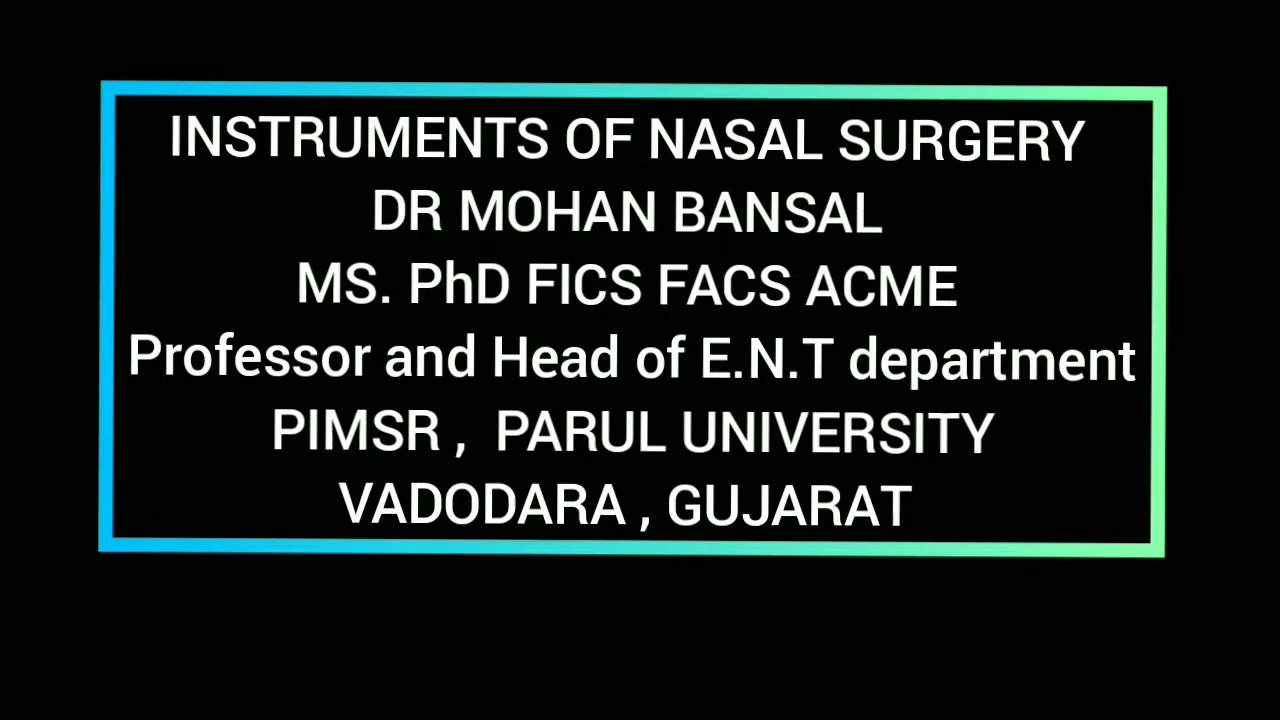 INSTRUMENTS OF NASAL SURGERY
DR MOHAN BANSAL
MS. PhD FICS FACS ACME
Professor and Head of E.N.T department
PIMSR ,  PARUL UNIVERSITY
VADODARA , GUJARAT